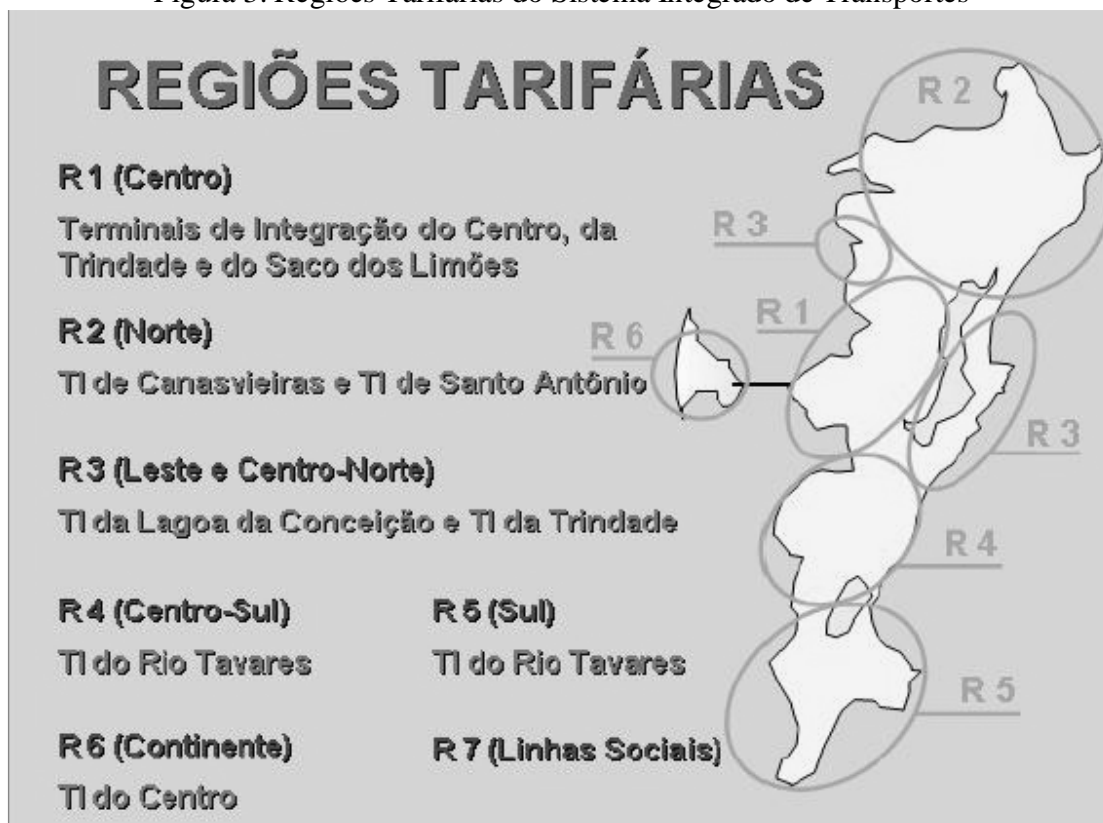 Figura 3: Regiões Tarifárias do Sistema Integrado de Transportes
REGIÕES TARIFÁRIAS
R 1 (Centro)
Terminais de Integração do Centro, da
Trindade e do Saco dos Limões
R 2 (Norte)
TI de Canasvieiras e TI de Santo Antônio
R 3 (Leste e Centro-Norte)
TI da Lagoa da Conceição e TI da Trindade
R 4 (Centro-Sul)
TI do Rio Tavares
R 5 (Sul)
TI do Rio Tavares
R 6 (Continente)
TI do Centro
R 7 (Linhas Sociais)
R 2
R 3
R 1
R 6
R 3
R 4
R 5